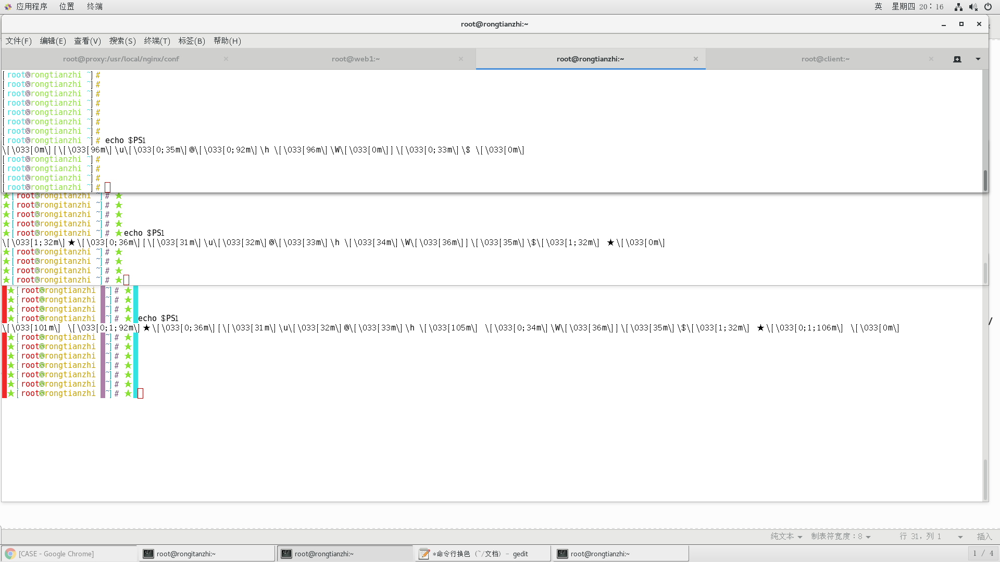 应用程序 位置 终端 英 星期四 20：16
root@rongtianzhi:~
文件(F) 编辑(E) 查看(V) 搜索(S) 终端(T) 标签(B) 帮助(H)
root@proxy:/usr/local/nginx/conf × root@web1:~ × root@rongtianzhi:~ × root@client:~ ×
[root@rongtianzhi ~]#
[root@rongtianzhi ~]#
[root@rongtianzhi ~]#
[root@rongtianzhi ~]#
[root@rongtianzhi ~]#
[root@rongtianzhi ~]#
[root@rongtianzhi ~]#
[root@rongtianzhi ~]# echo $PS1
\[\033[0m\][\[\033[96m\]\u\[\033[0;35m\]@\[\033[0;92m\]\h \[\033[96m\]\W\[\033[0m\]]\[\033[0;33m\]\$ \[\033[0m\]
[root@rongtianzhi ~]#
[root@rongtianzhi ~]#
[root@rongtianzhi ~]#
[root@rongtianzhi ~]#
★[root@rongitanzhi ~]# ★
★[root@rongitanzhi ~]# ★
★[root@rongitanzhi ~]# ★
★[root@rongitanzhi ~]# ★
★[root@rongitanzhi ~]# ★echo $PS1
\[\033[1;32m\]★\[\033[0;36m\][\[\033[31m\]\u\[\033[32m\]@\[\033[33m\]\h \[\033[34m\]\W\[\033[36m\]]\[\033[35m\]\$\[\033[1;32m\] ★\[\033[0m\]
★[root@rongitanzhi ~]# ★
★[root@rongitanzhi ~]# ★
★[root@rongitanzhi ~]# ★
★[root@rongitanzhi ~]# ★
★[root@rongtianzhi ~]# ★
★[root@rongtianzhi ~]# ★
★[root@rongtianzhi ~]# ★
★[root@rongtianzhi ~]# ★ echo $PS1
\[\033[101m\] \[\033[0;1;92m\]★\[\033[0;36m\][\[\033[31m\]\u\[\033[32m\]@\[\033[33m\]\h \[\033[105m\] \[\033[0;34m\]\W\[\033[36m\]]\[\033[35m\]\$\[\033[1;32m\] ★\[\033[0;1;106m\] \[\033[0m\]
★[root@rongtianzhi ~]# ★
★[root@rongtianzhi ~]# ★
★[root@rongtianzhi ~]# ★
★[root@rongtianzhi ~]# ★
★[root@rongtianzhi ~]# ★
★[root@rongtianzhi ~]# ★
★[root@rongtianzhi ~]# ★
/
纯文本 制表符宽度：8 行 31，列 1 插入
[CASE - Google Chrome] root@rongitanzhi:~ root@rongtianzhi:~ *命令行换色 (~/文档) - gedit root@rongtianzhi:~ 1 / 4